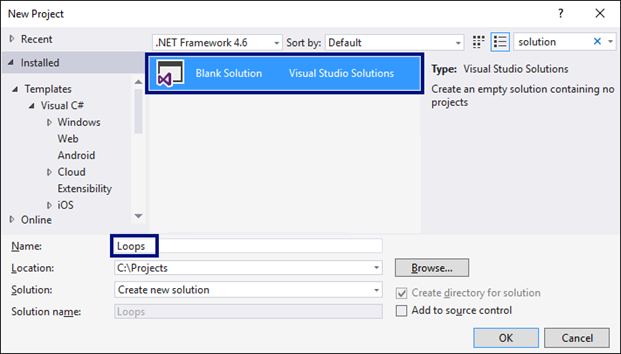 New Project
? ×
Recent
.NET Framework 4.6 Sort by: Default solution ×
Installed
Blank Solution Visual Studio Solutions
Type: Visual Studio Solutions
Create an empty solution containing no
projects
Templates
Visual C#
Windows
Web
Android
Cloud
Extensibility
iOS
Online
Name: Loops
Location: C:\Projects Browse...
Solution: Create new solution
Create directory for solution
Solution name: Loops
Add to source control
OK Cancel